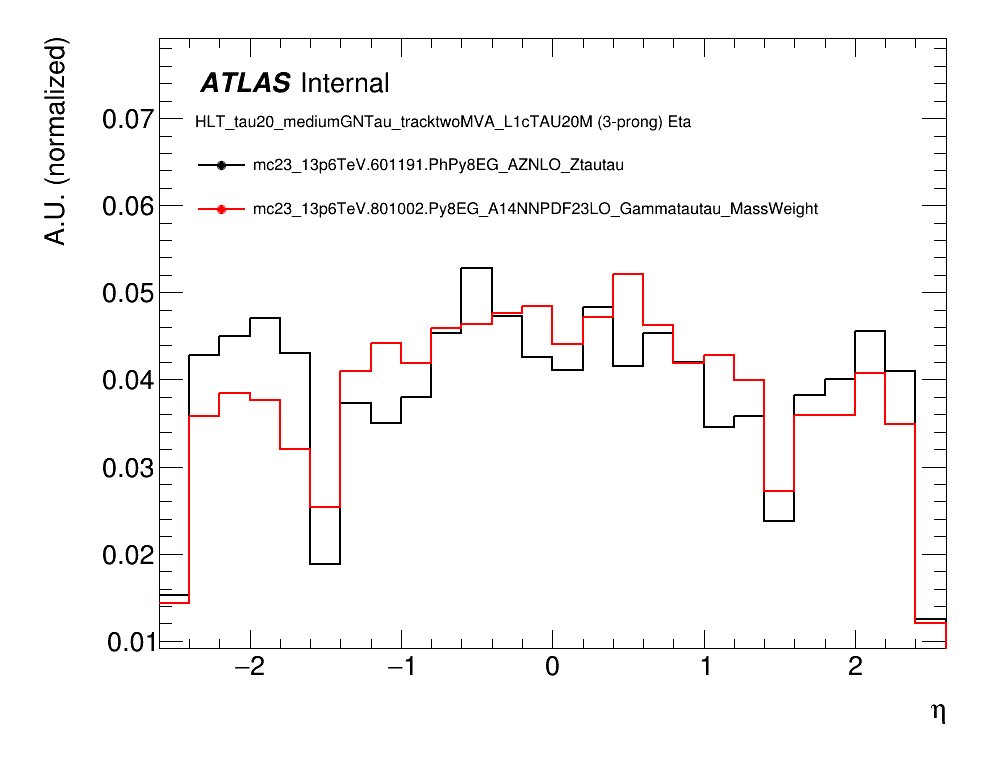 A.U. (normalized)
ATLAS Internal
HLT_tau20_mediumGNTau_tracktwoMVA_L1cTAU20M (3-prong) Eta
mc23_13p6TeV.601191.PhPy8EG_AZNLO_Ztautau
mc23_13p6TeV.801002.Py8EG_A14NNPDF23LO_Gammatautau_MassWeight
0.07
0.06
0.05
0.04
0.03
0.02
0.01
−2 −1 0 1 2
η